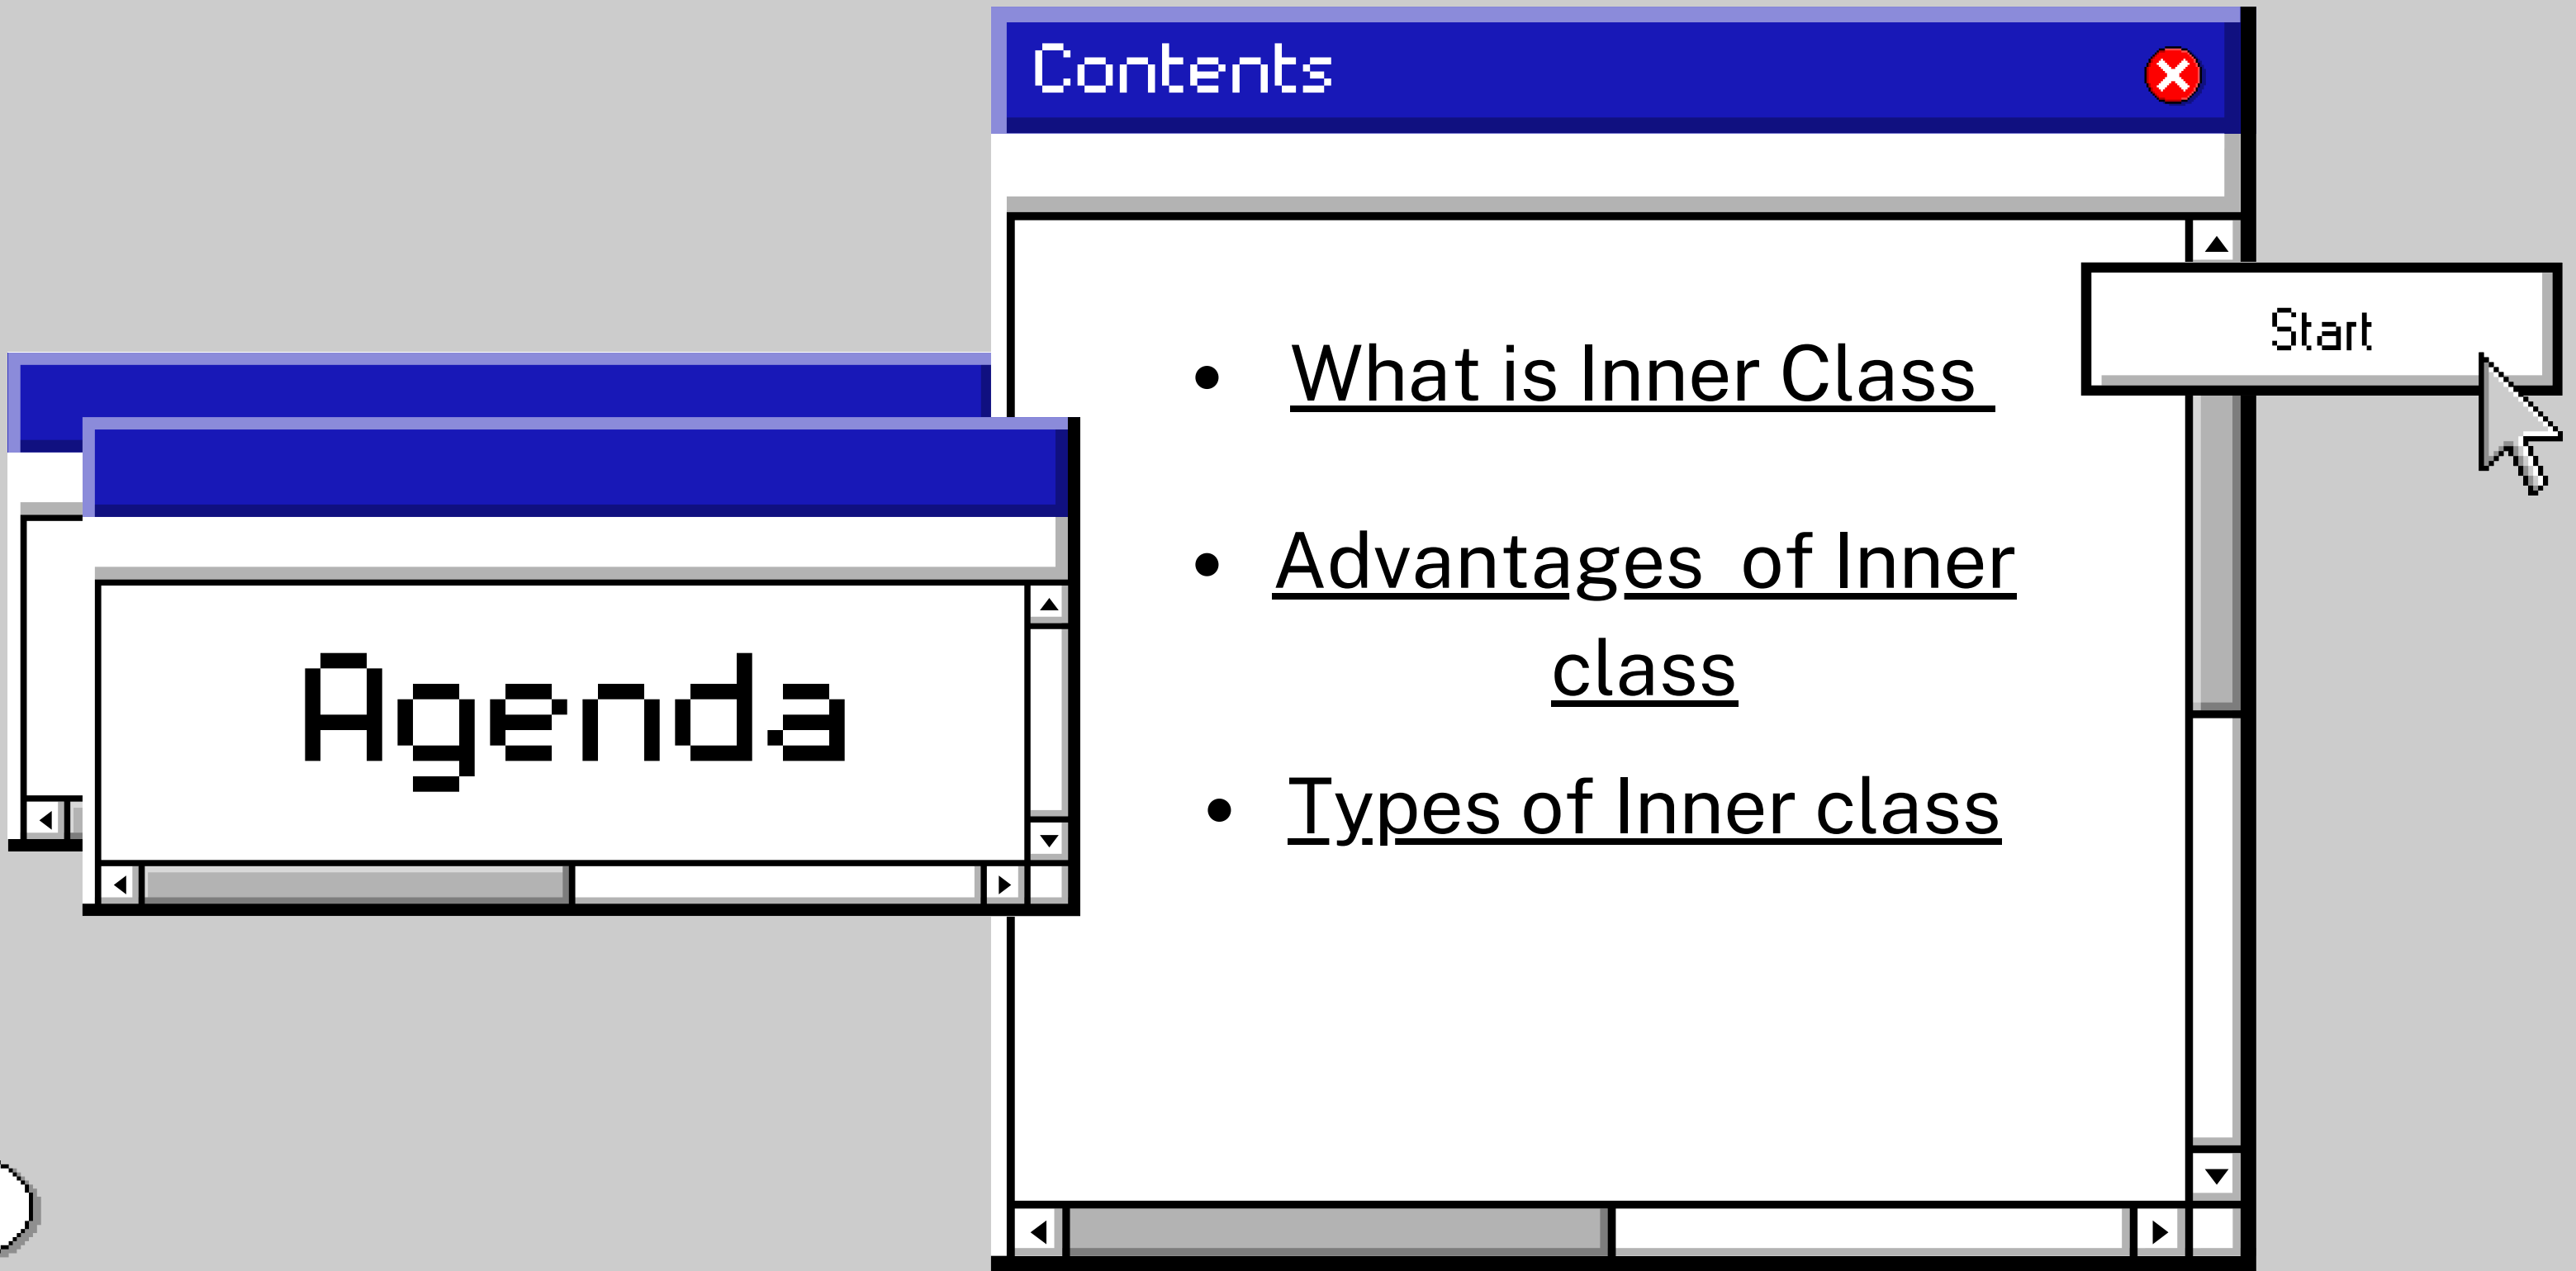 Contents
Start
• What is Inner Class
• Advantages of Inner
class
• Types of Inner class
Agenda